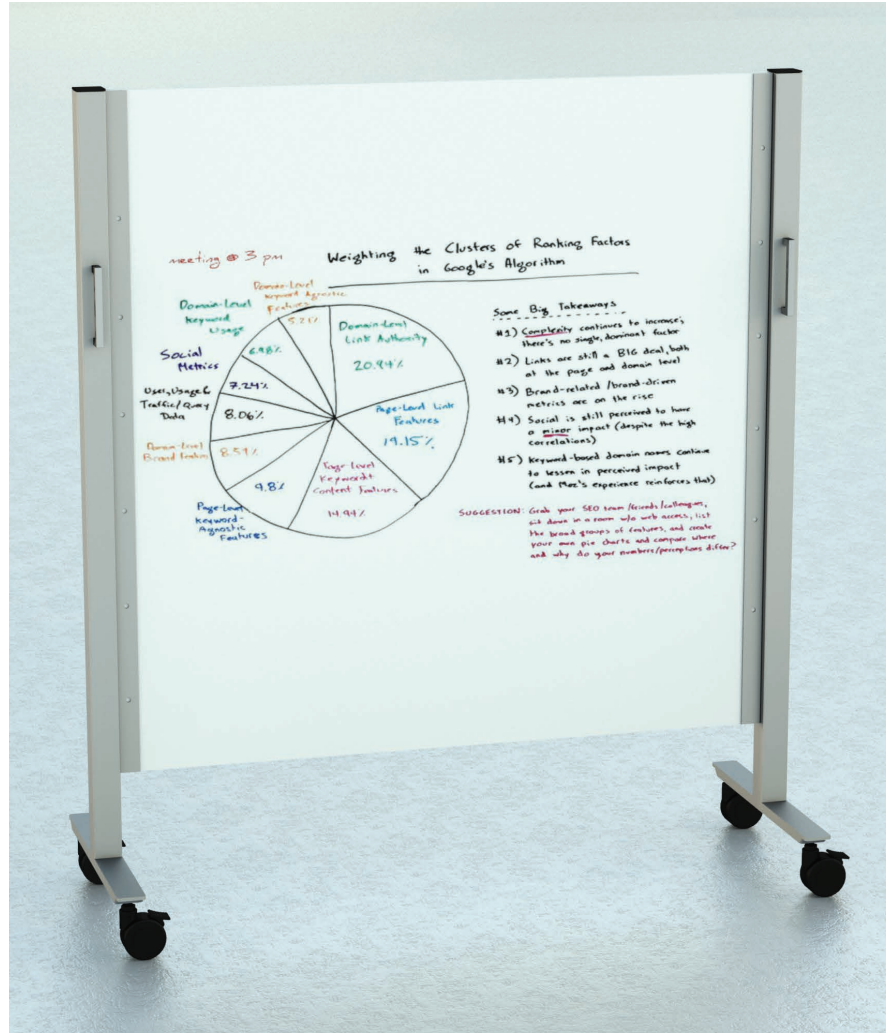 meeting @ 3 pm
Weighting the Clusters of Ranking Factors
in Google's Algorithm
Domain-Level
Keyword Agnostic
Features
5.21%
Domain-Level
Keyword
Usage
6.98%
Social
Metrics
7.24%
User, Usage &
Traffic/Query
Data
8.06%
Domain-Level
Brand Features
8.59%
Page-Level
Keyword-
Agnostic
Features
9.8%
Page-Level
Keyword+
Content Features
14.94%
Page-Level Link
Features
19.15%
Domain-Level
Link Authority
20.94%
Some Big Takeaways
#1) Complexity continues to increase;
there's no single, dominant factor
#2) Links are still a BIG deal, both
at the page and domain level
#3) Brand-related/brand-driven
metrics are on the rise
#4) Social is still perceived to have
a minor impact (despite the high
correlations)
#5) Keyword-based domain names continue
to lessen in perceived impact
(and Moz's experience reinforces that)
SUGGESTION: Grab your SEO team/friends/colleagues,
sit down in a room w/o web access, list
the broad groups of features, and create
your own pie charts and compare where
and why do your numbers/perceptions differ?